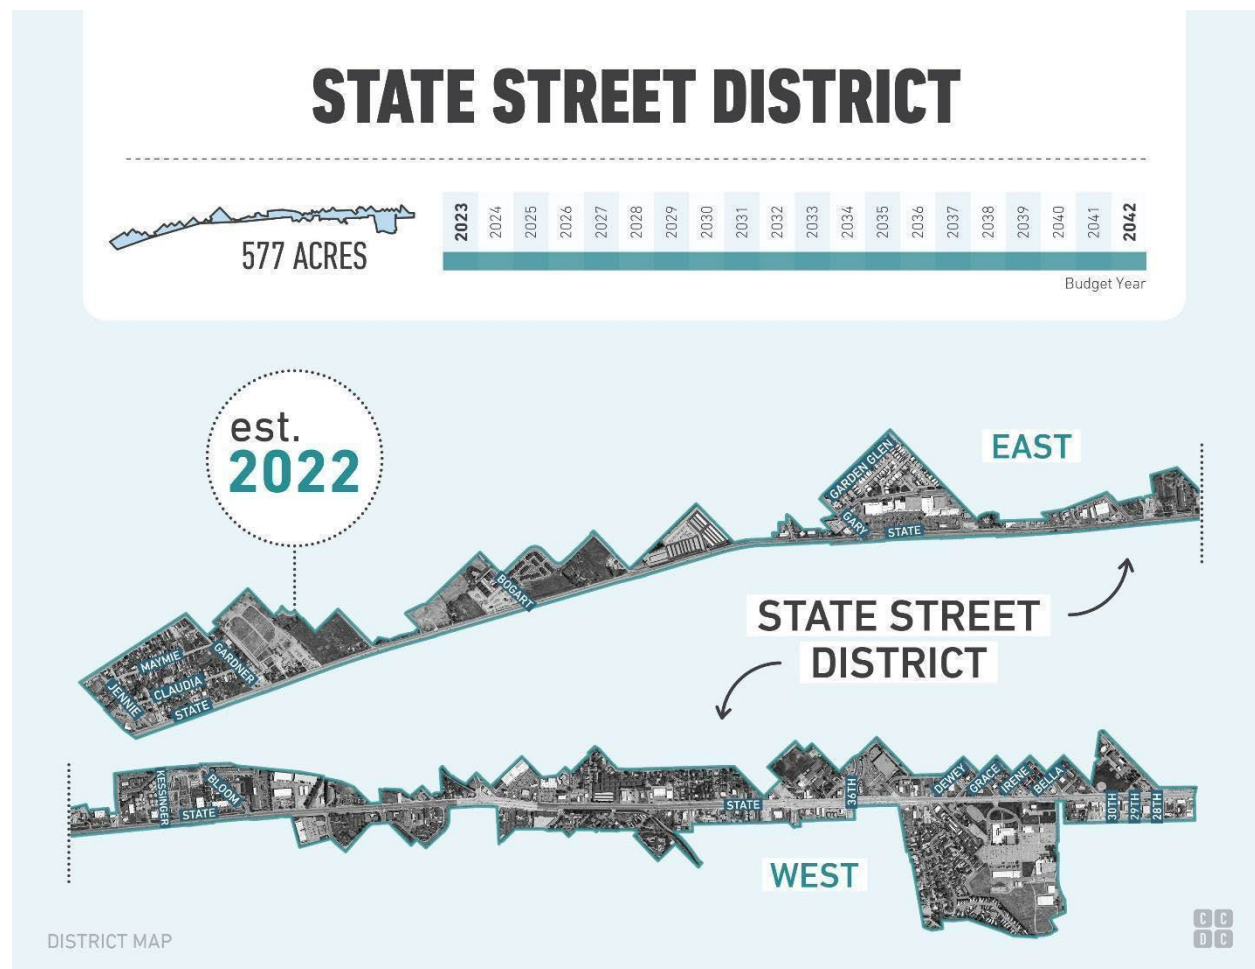 STATE STREET DISTRICT
577 ACRES
2023
2024
2025
2026
2027
2028
2029
2030
2031
2032
2033
2034
2035
2036
2037
2038
2039
2040
2041
2042
Budget Year
est.
2022
EAST
GARDEN GLEN
GARY
STATE
BOGART
STATE STREET
DISTRICT
MAYMIE
GARDNER
JENNIE
CLAUDIA
STATE
KESSINGER
BLOOM
STATE
STATE
36TH
DEWEY
GRACE
IRENE
BELLA
30TH
29TH
28TH
WEST
DISTRICT MAP
CC
DC